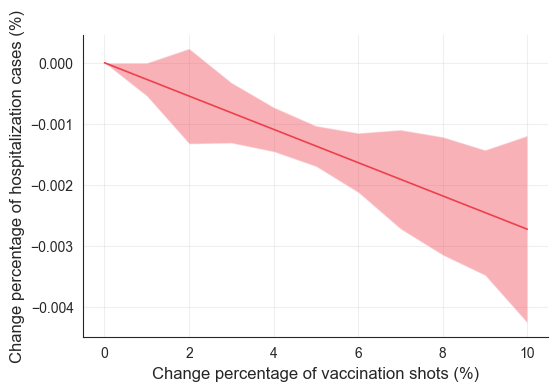 Change percentage of hospitalization cases (%)
0.000
−0.001
−0.002
−0.003
−0.004
0 2 4 6 8 10
Change percentage of vaccination shots (%)